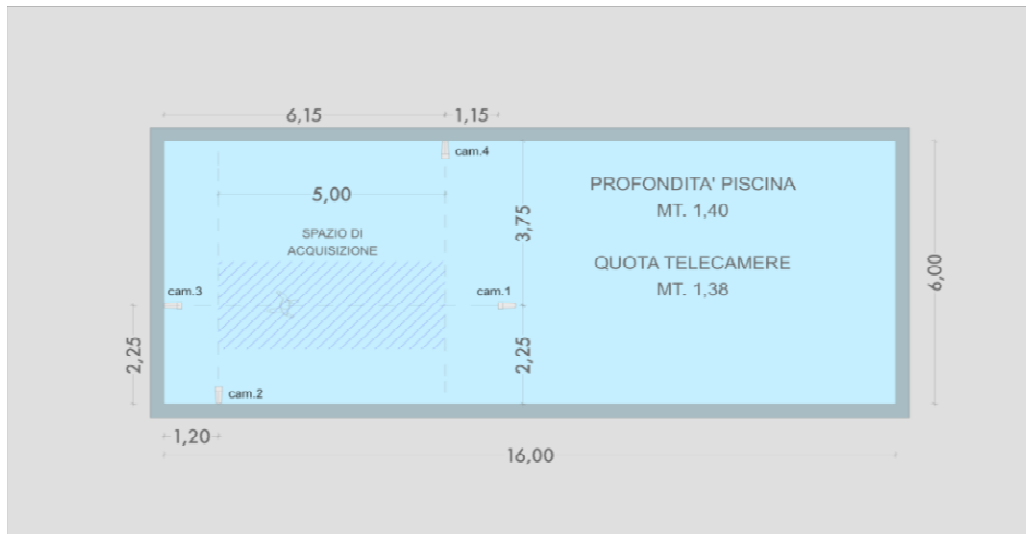 6,15
1,15
cam.4
5,00
PROFONDITA' PISCINA
MT. 1,40
3,75
SPAZIO DI
ACQUISIZIONE
QUOTA TELECAMERE
MT. 1,38
6,00
cam.3
cam.1
2,25
2,25
cam.2
1,20
16,00